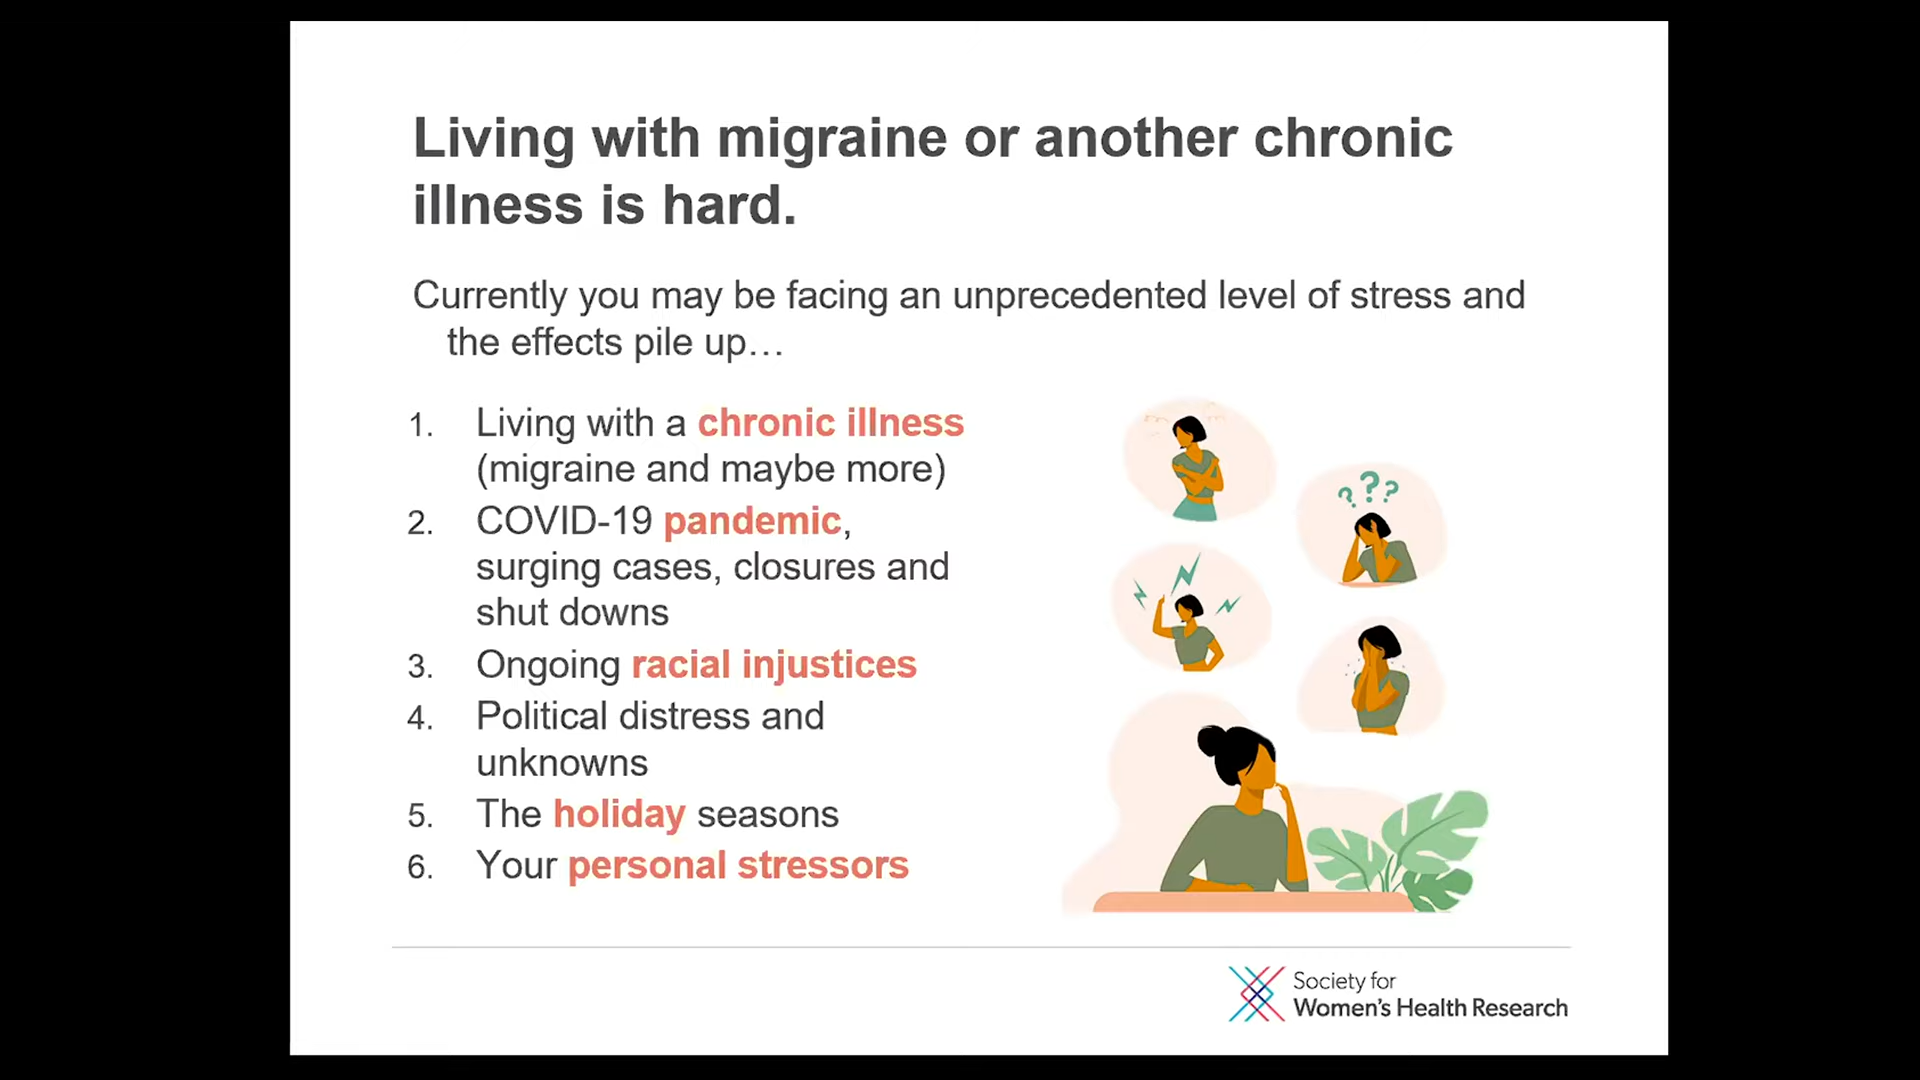 Living with migraine or another chronic
illness is hard.
Currently you may be facing an unprecedented level of stress and
the effects pile up…
1. Living with a chronic illness
(migraine and maybe more)
2. COVID-19 pandemic,
surging cases, closures and
shut downs
3. Ongoing racial injustices
4. Political distress and
unknowns
5. The holiday seasons
6. Your personal stressors
???
Society for
Women's Health Research